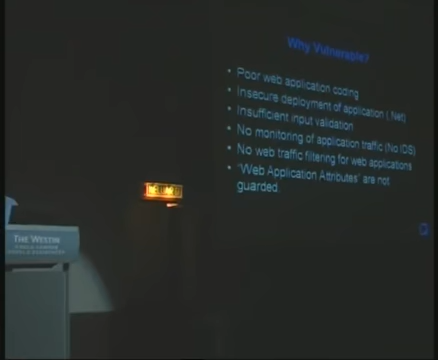 Why Vulnerable?
• Poor web application coding
• Insecure deployment of application (.Net)
• Insufficient input validation
• No monitoring of application traffic (No IDS)
• No web traffic filtering for web applications
• "Web Application Attributes" are not
guarded.
THE WESTIN